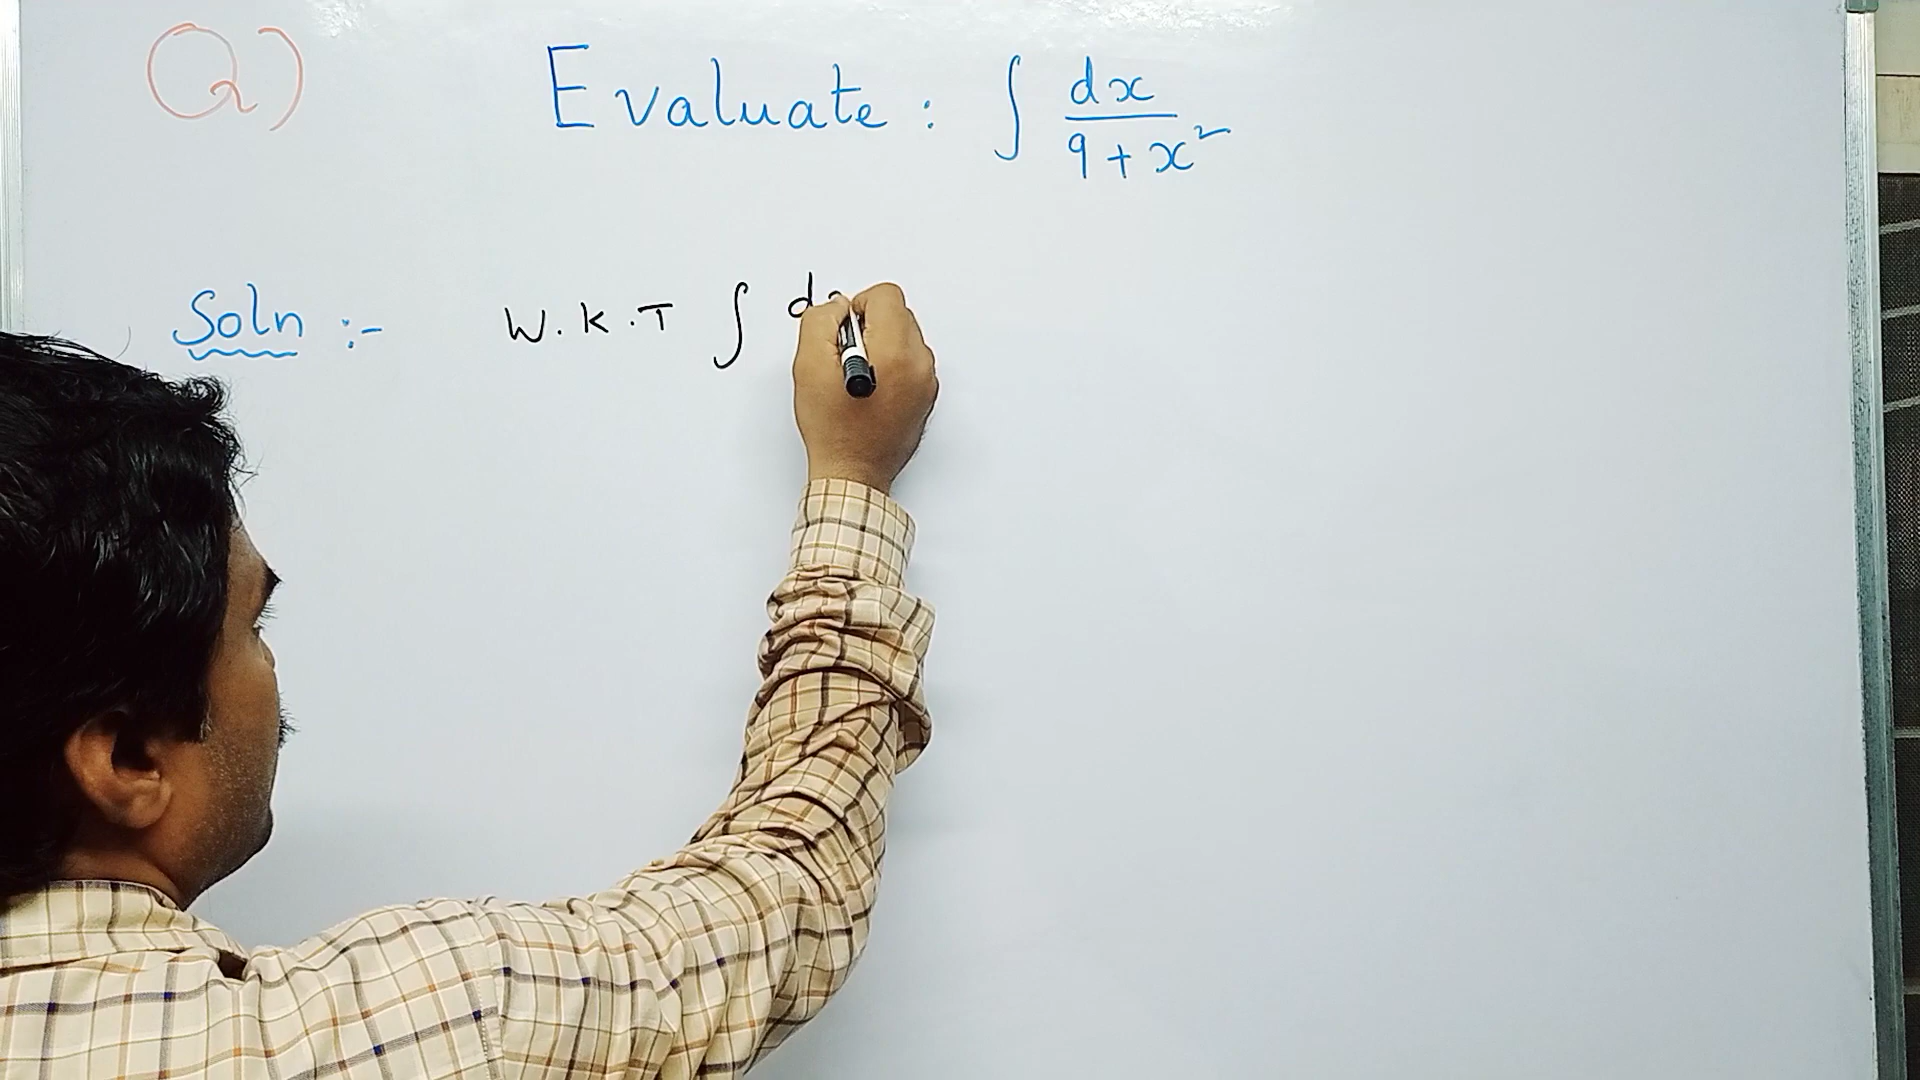 Q) Evaluate : ∫ dx / 9 + x²
Soln :- W.K.T ∫ d